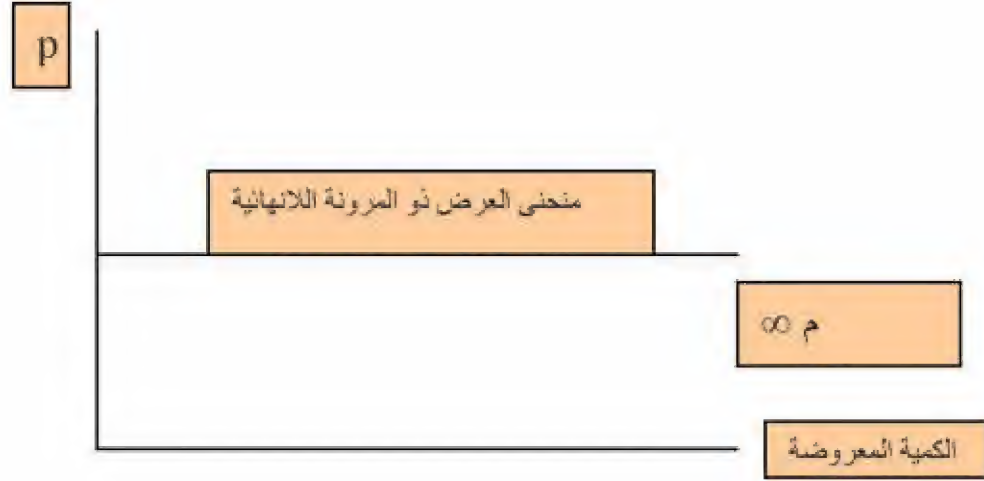 p
منحنى العرض ذو المرونة اللانهائية
م ∞
الكمية المعروضة